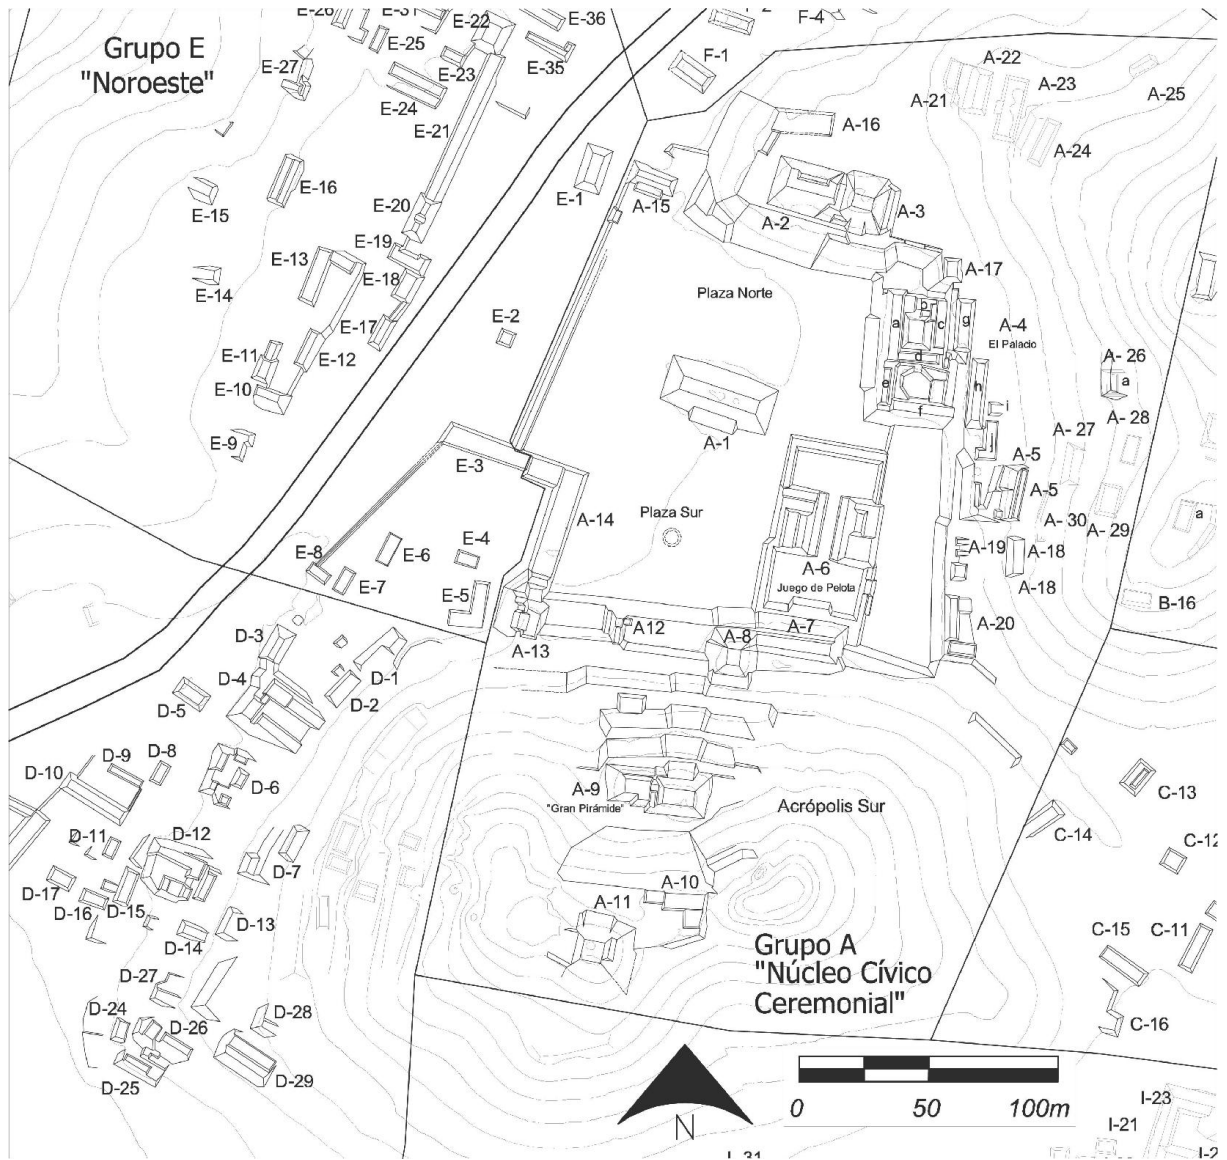 E-26
E-31
E-22
E-36
F-4
Grupo E
"Noroeste"
E-25
E-27
E-23
E-35
F-1
A-22
A-23
A-21
A-25
E-24
E-21
A-16
A-24
E-16
E-1
E-15
E-20
A-15
A-2
A-3
E-19
E-13
E-18
A-17
E-14
Plaza Norte
b
a
c
g
A-4
El Palacio
E-2
E-17
E-11
E-12
d
A- 26
a
E-10
e
h
f
i
E-9
A-1
A- 28
A- 27
E-3
A-5
A-5
A-14
Plaza Sur
a
A- 30
A- 29
E-8
E-6
E-4
A-6
A-19
A-18
E-7
Juego de Pelota
A-18
E-5
B-16
D-3
A12
A-8
A-7
A-20
A-13
D-4
D-1
D-5
D-2
D-10
D-9
D-8
D-6
A-9
"Gran Pirámide"
Acrópolis Sur
C-13
C-14
D-11
D-12
C-12
D-7
D-17
A-10
D-16
D-15
A-11
D-13
D-14
C-15
C-11
Grupo A
"Núcleo Cívico
Ceremonial"
D-27
D-24
D-26
D-28
C-16
D-25
D-29
N
0
50
100m
I-23
I-21
I-31